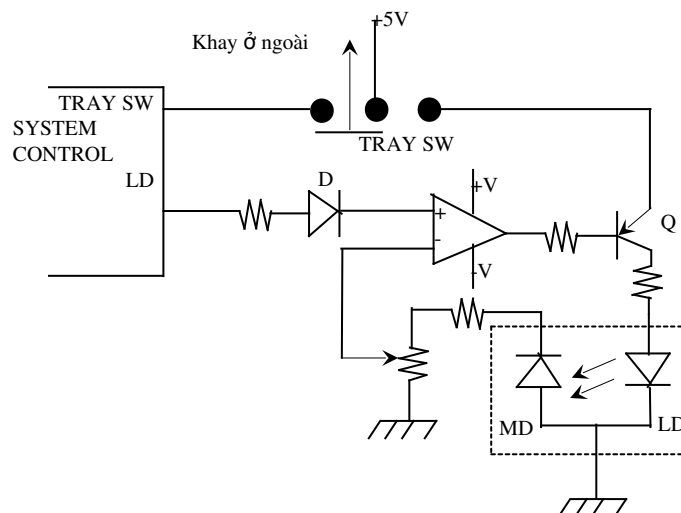 +5V
Khay ở ngoài
TRAY SW
SYSTEM
CONTROL
TRAY SW
LD
D
+V
+
-
Q
-V
MD
LD